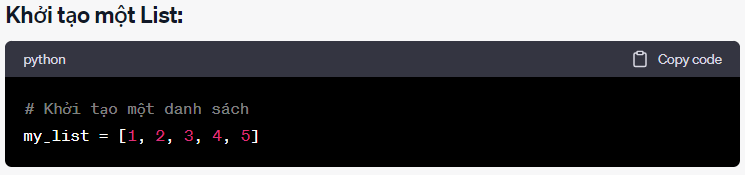 Khởi tạo một List:
python Copy code
# Khởi tạo một danh sách
my_list = [1, 2, 3, 4, 5]